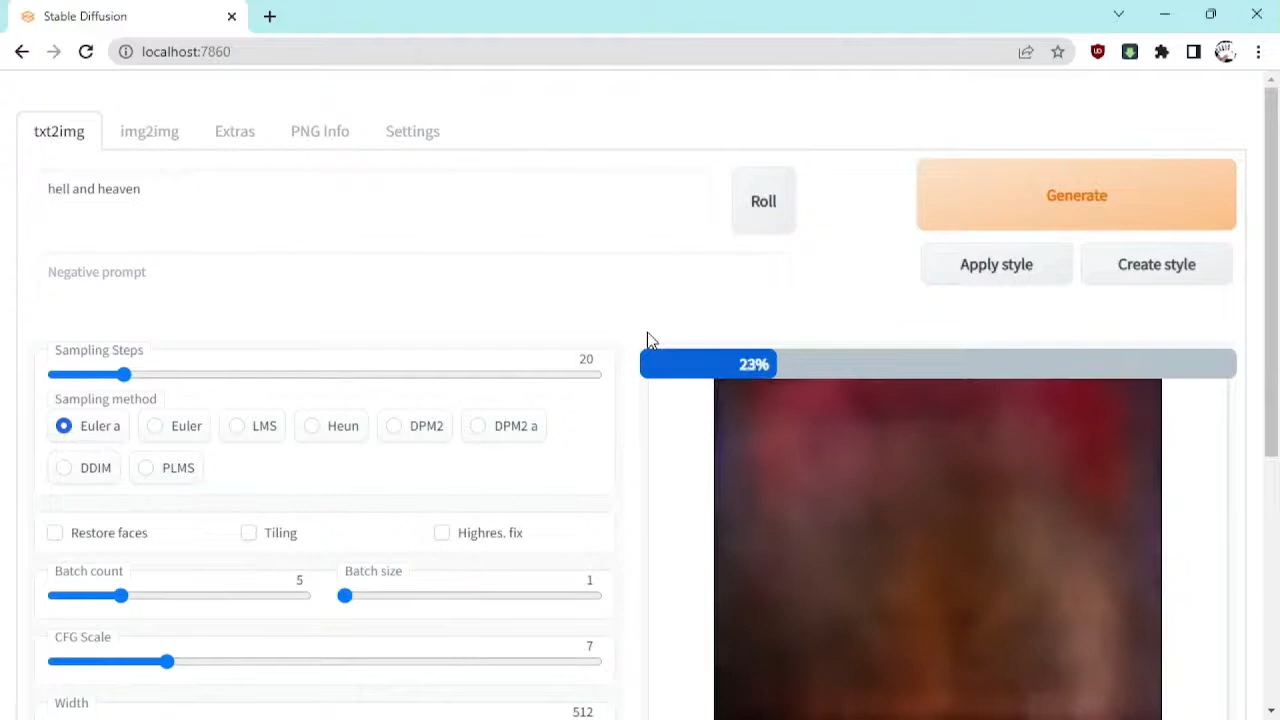 Stable Diffusion
localhost:7860
txt2img img2img Extras PNG Info Settings
hell and heaven
Roll
Generate
Negative prompt
Apply style Create style
Sampling Steps
20
23%
Sampling method
Euler a Euler LMS Heun DPM2 DPM2 a
DDIM PLMS
Restore faces Tiling Highres. fix
Batch count Batch size
5 1
CFG Scale
7
Width
512